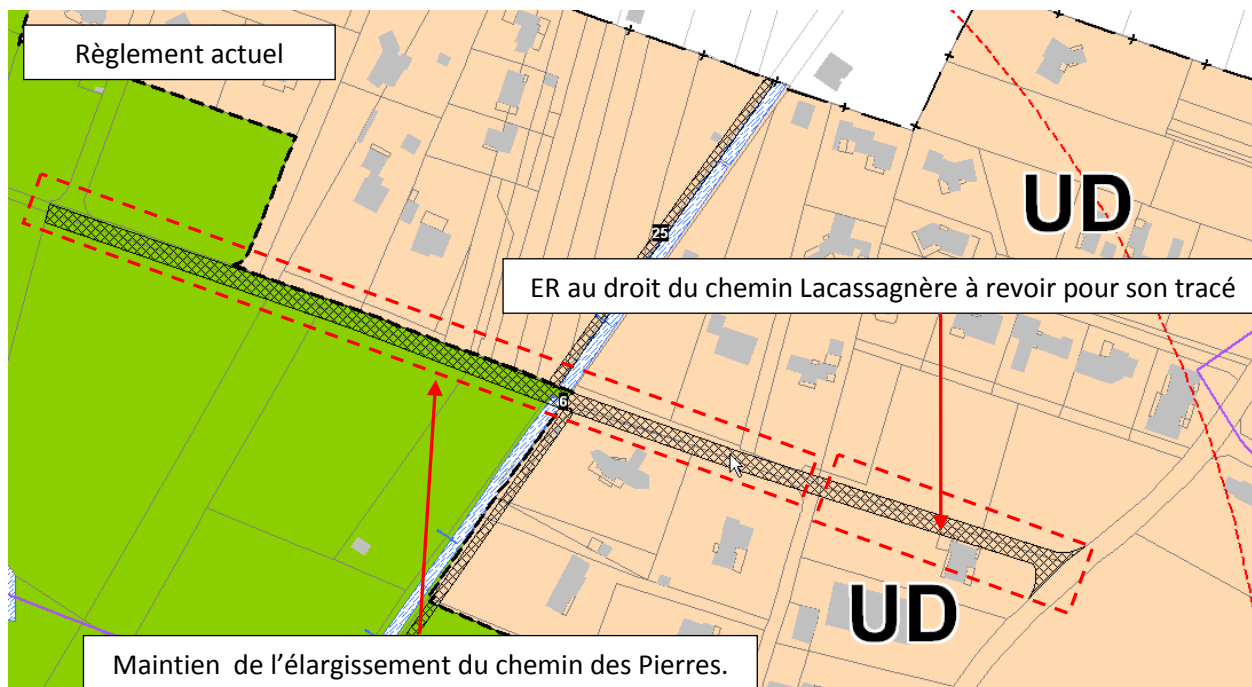 Règlement actuel
UD
25
ER au droit du chemin Lacassagnère à revoir pour son tracé
6
UD
Maintien de l’élargissement du chemin des Pierres.